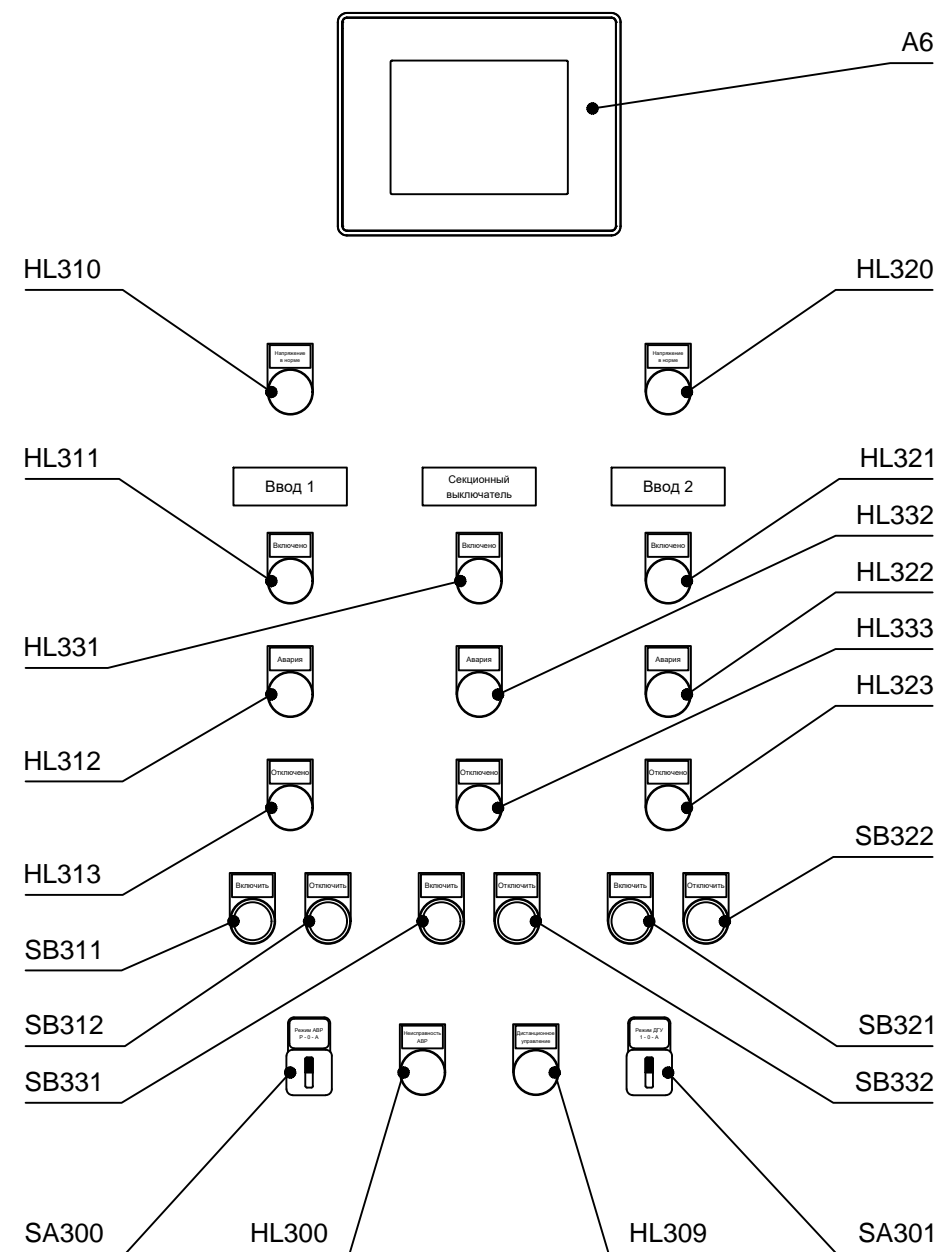 A6
HL310
HL320
Напряжение
в норме
Напряжение
в норме
HL311
HL321
Ввод 1
Секционный
выключатель
Ввод 2
HL332
Включено
Включено
Включено
HL322
HL331
HL333
Авария
Авария
Авария
HL323
HL312
Отключено
Отключено
Отключено
SB322
HL313
Включить
Отключить
Включить
Отключить
Включить
Отключить
SB311
SB312
SB321
Режим АВР
Р - 0 - А
Неисправность
АВР
Дистанционное
управление
Режим ДГУ
1 - 0 - А
SB331
SB332
SA300
HL300
HL309
SA301